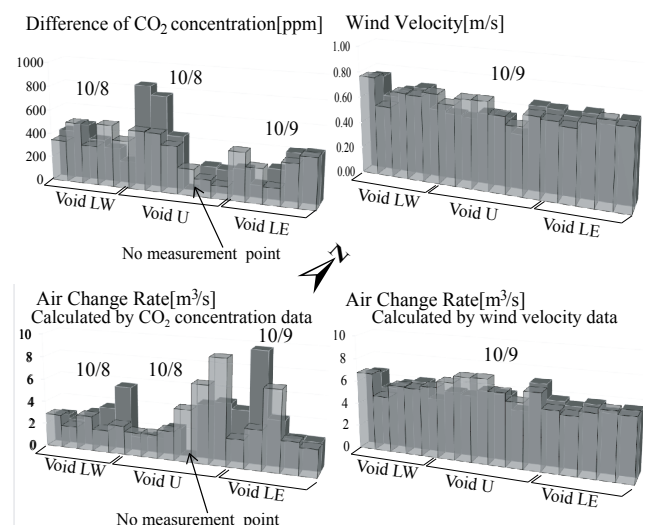 Difference of CO2 concentration[ppm]
1000
800
600
400
200
0
10/8
10/8
10/9
Void LW
Void U
Void LE
No measurement point
Wind Velocity[m/s]
1.00
0.80
0.60
0.40
0.20
0.00
10/9
Void LW
Void U
Void LE
N
Air Change Rate[m³/s]
Calculated by CO2 concentration data
10
8
6
4
2
0
10/8
10/8
10/9
Void LW
Void U
Void LE
No measurement point
Air Change Rate[m³/s]
Calculated by wind velocity data
10
8
6
4
2
0
10/9
Void LW
Void U
Void LE